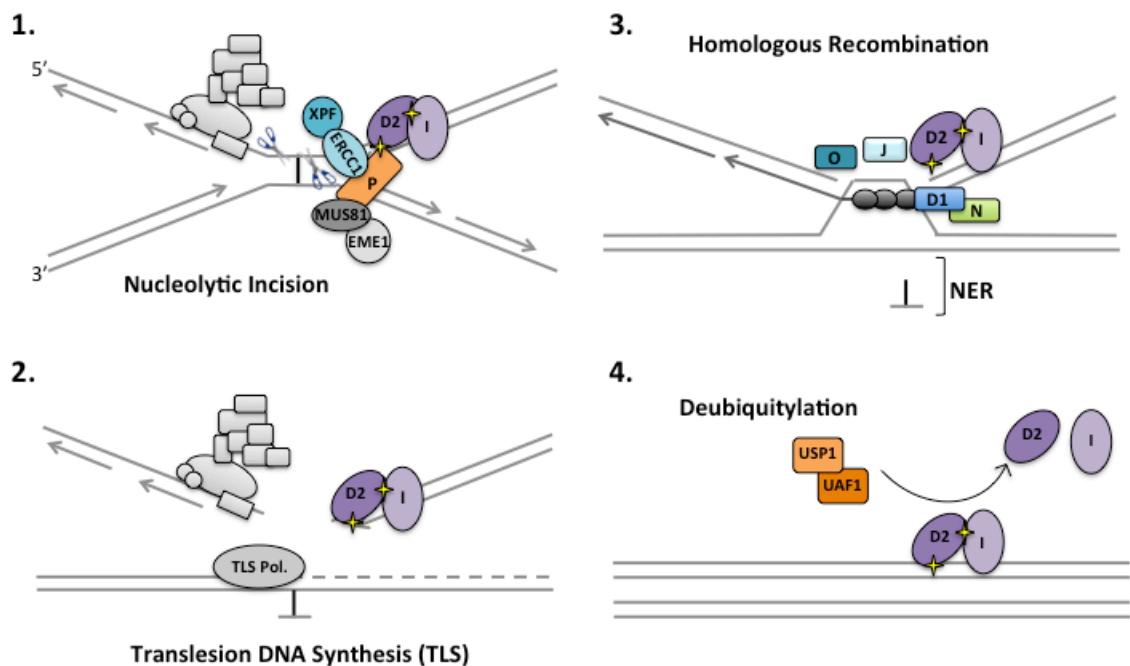 1.
5′
XPF
ERCC1
D2
I
P
MUS81
EME1
3′
Nucleolytic Incision
2.
D2
I
TLS Pol.
Translesion DNA Synthesis (TLS)
3.
Homologous Recombination
O
J
D2
I
D1
N
NER
4.
Deubiquitylation
USP1
UAF1
D2
I
D2
I